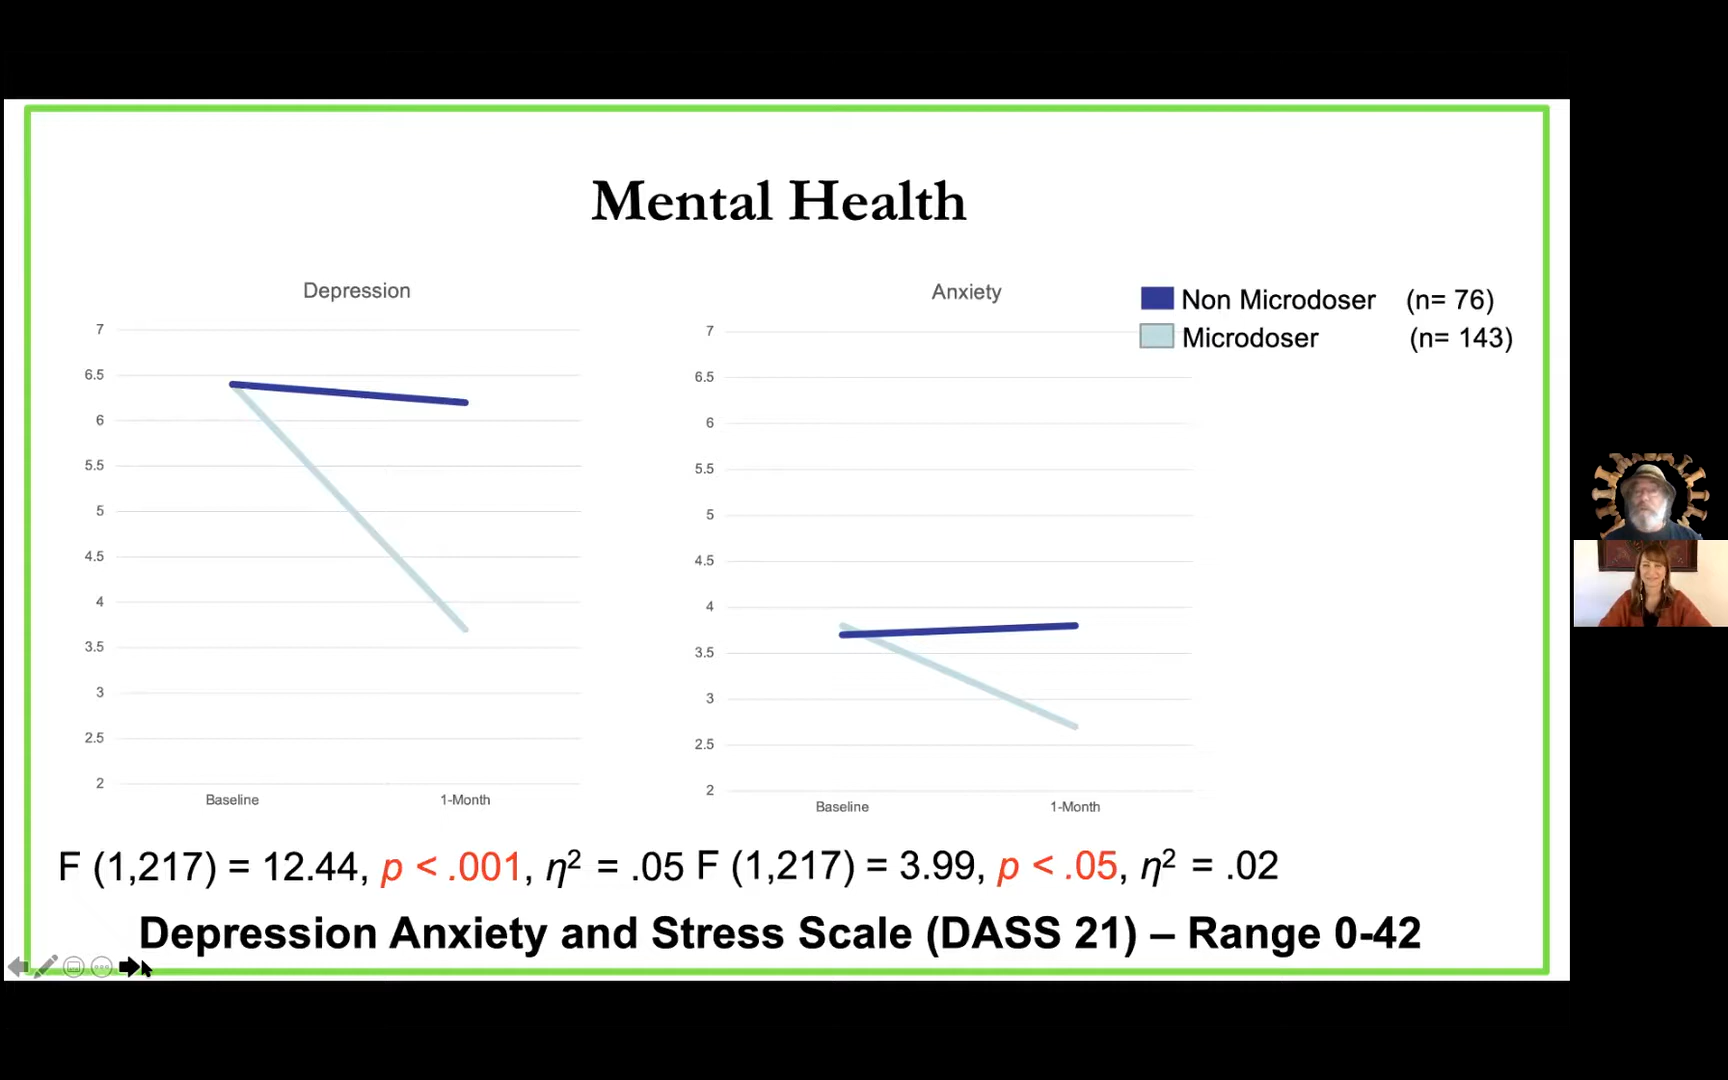 Mental Health
Depression
7
6.5
6
5.5
5
4.5
4
3.5
3
2.5
2
Baseline 1-Month
Anxiety
7
6.5
6
5.5
5
4.5
4
3.5
3
2.5
2
Baseline 1-Month
Non Microdoser (n= 76)
Microdoser (n= 143)
F (1,217) = 12.44, p < .001, η² = .05 F (1,217) = 3.99, p < .05, η² = .02
Depression Anxiety and Stress Scale (DASS 21) – Range 0-42